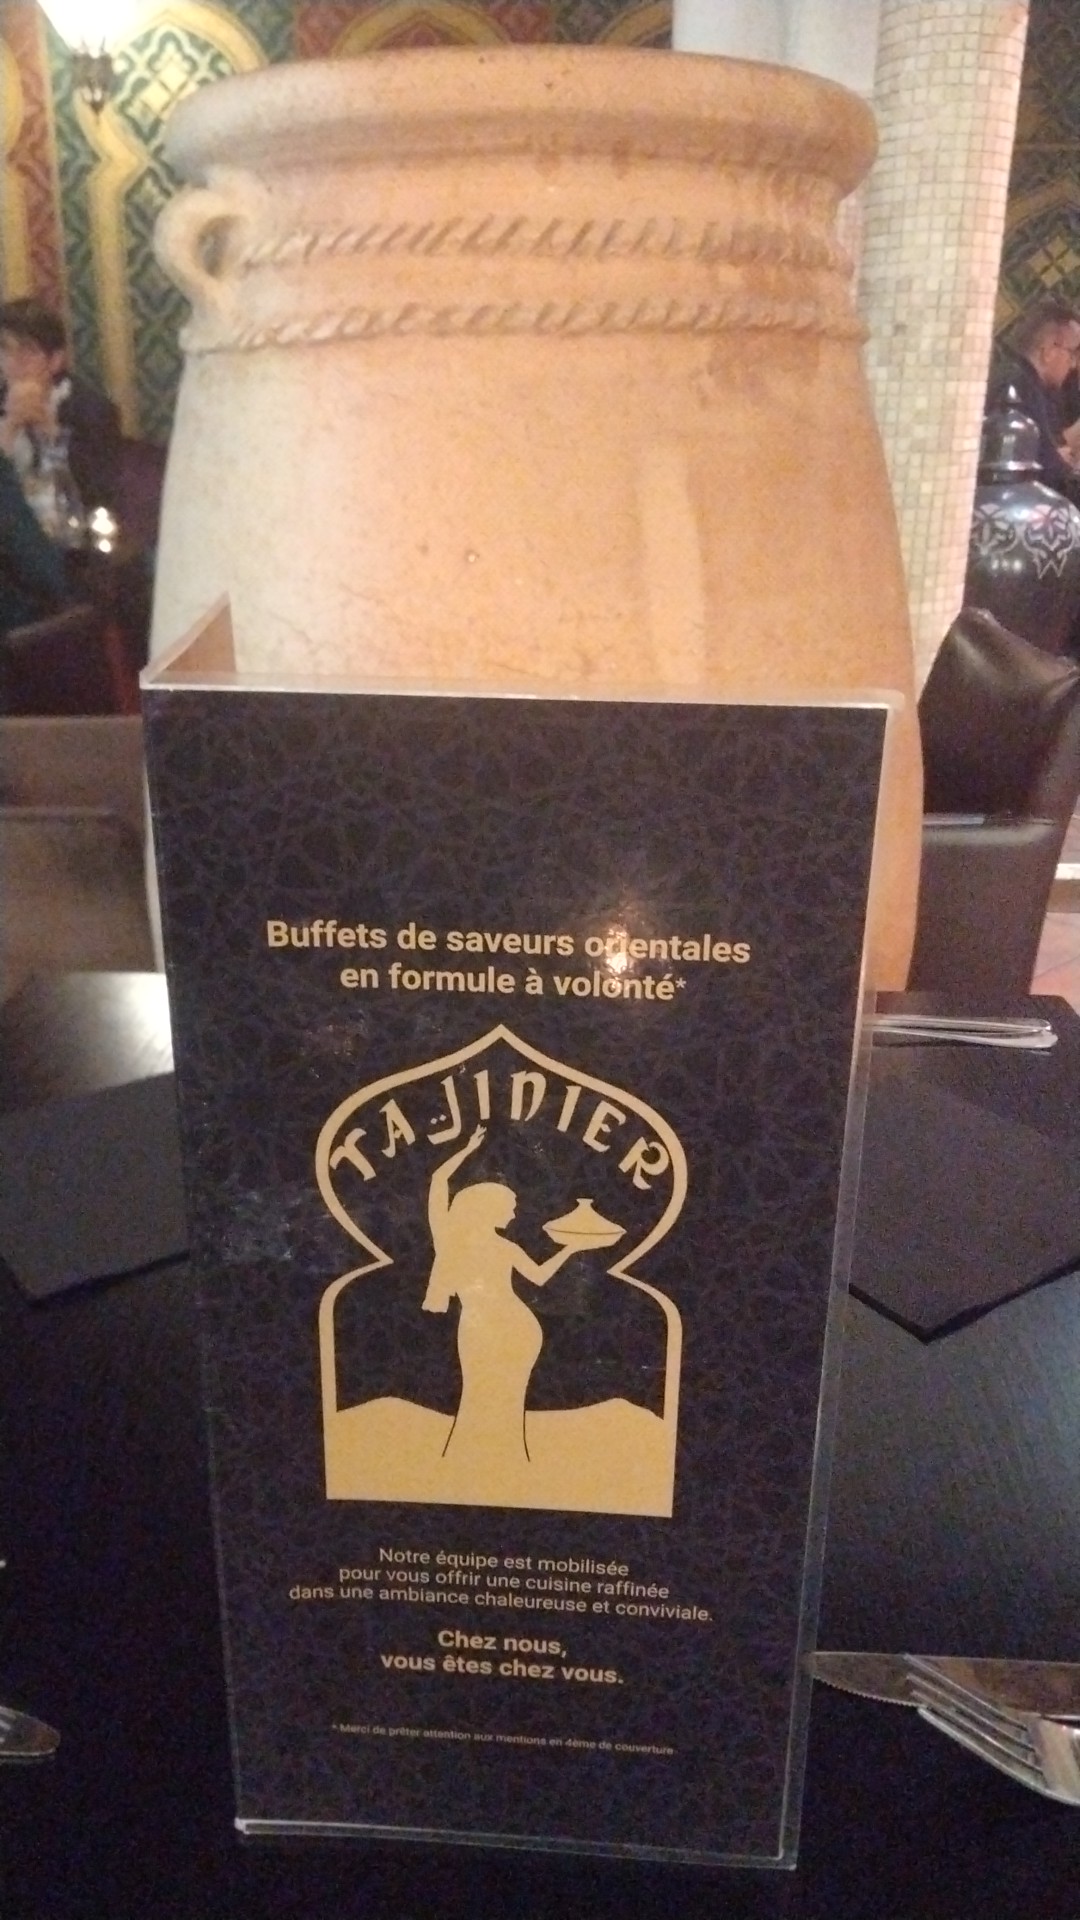 Buffets de saveurs orientales
en formule à volonté*
TAJINIER
Notre équipe est mobilisée
pour vous offrir une cuisine raffinée
dans une ambiance chaleureuse et conviviale.
Chez nous,
vous êtes chez vous.
* Merci de prêter attention aux mentions en 4ème de couverture